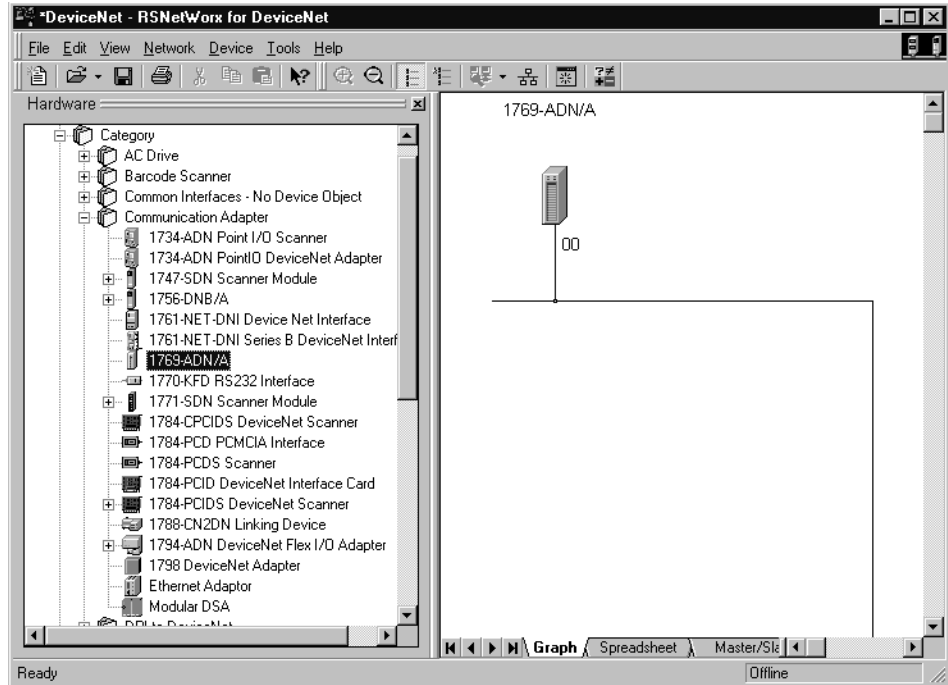 *DeviceNet - RSNetWorx for DeviceNet
File Edit View Network Device Tools Help
Hardware
Category
AC Drive
Barcode Scanner
Common Interfaces - No Device Object
Communication Adapter
1734-ADN Point I/O Scanner
1734-ADN PointIO DeviceNet Adapter
1747-SDN Scanner Module
1756-DNB/A
1761-NET-DNI Device Net Interface
1761-NET-DNI Series B DeviceNet Interf
1769-ADN/A
1770-KFD RS232 Interface
1771-SDN Scanner Module
1784-CPCIDS DeviceNet Scanner
1784-PCD PCMCIA Interface
1784-PCDS Scanner
1784-PCID DeviceNet Interface Card
1784-PCIDS DeviceNet Scanner
1788-CN2DN Linking Device
1794-ADN DeviceNet Flex I/O Adapter
1798 DeviceNet Adapter
Ethernet Adaptor
Modular DSA
1769-ADN/A
00
Graph Spreadsheet Master/Sla
Ready Offline